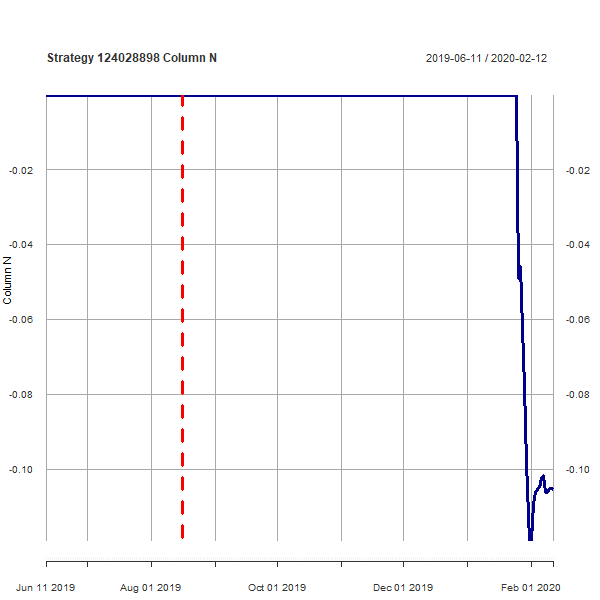 Strategy 124028898 Column N
2019-06-11 / 2020-02-12
-0.02
-0.02
-0.04
-0.04
Column N
-0.06
-0.06
-0.08
-0.08
-0.10
-0.10
Jun 11 2019
Aug 01 2019
Oct 01 2019
Dec 01 2019
Feb 01 2020